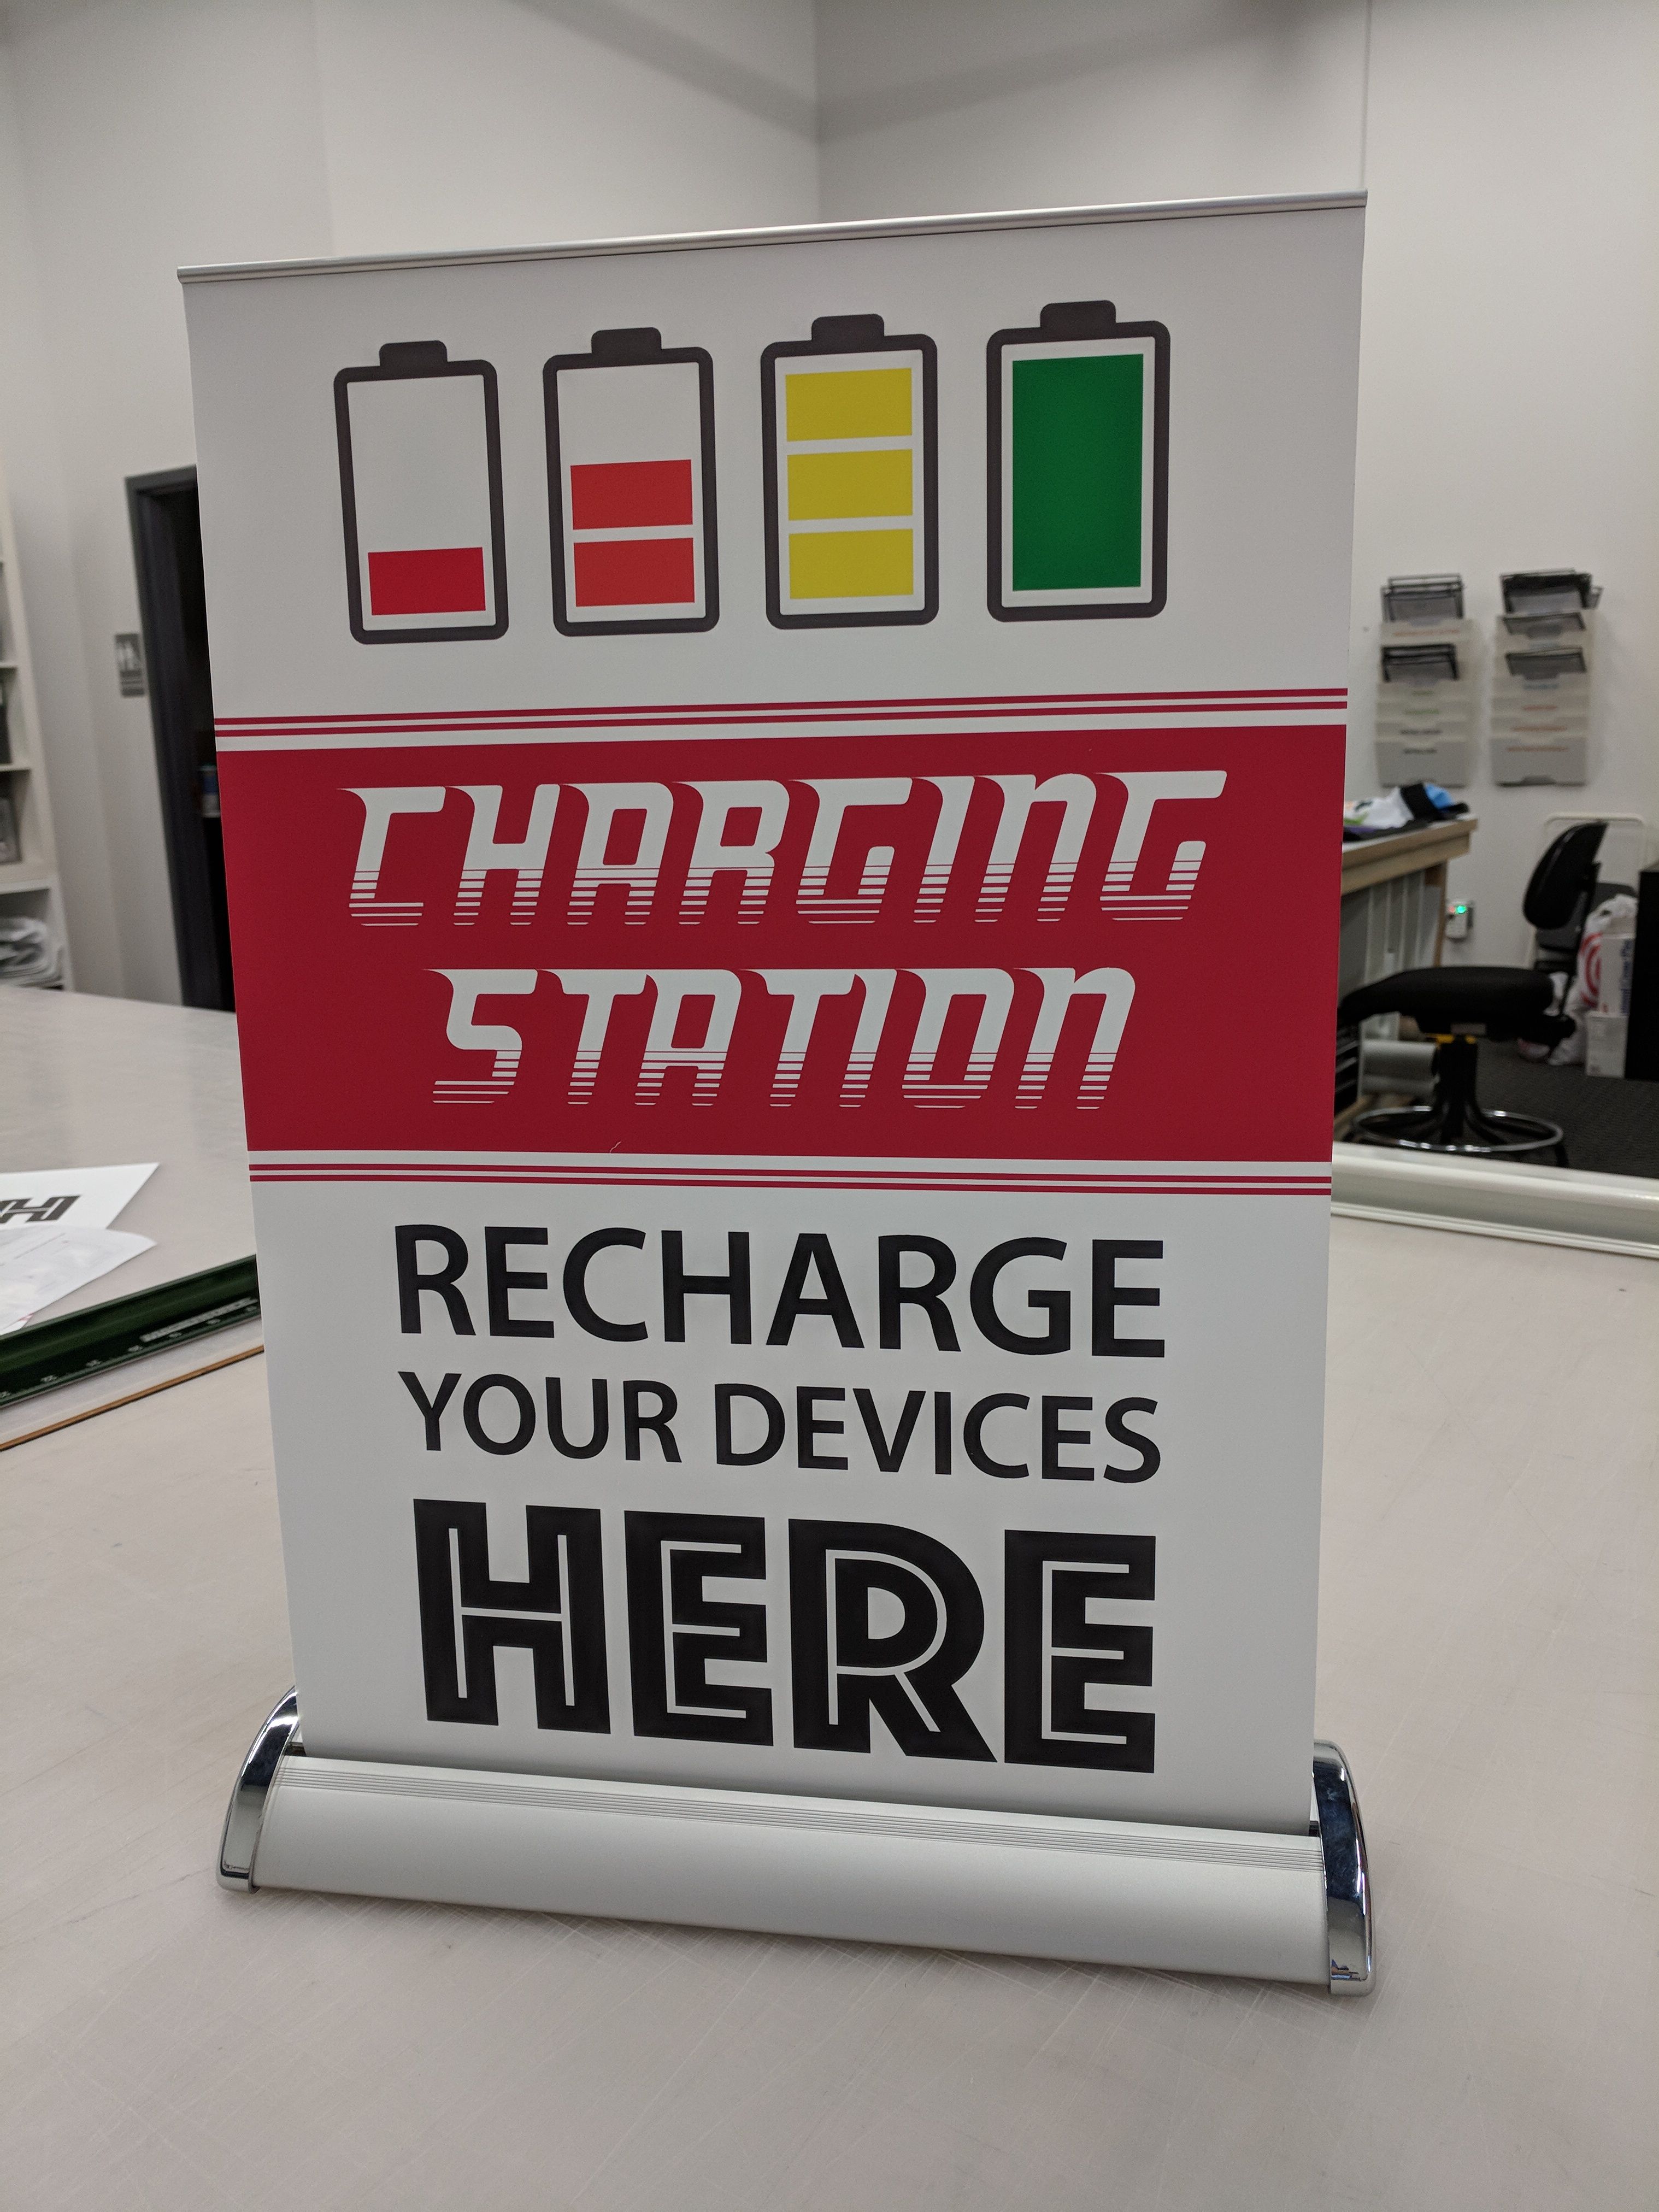 CHARGING
STATION
RECHARGE
YOUR DEVICES
HERE